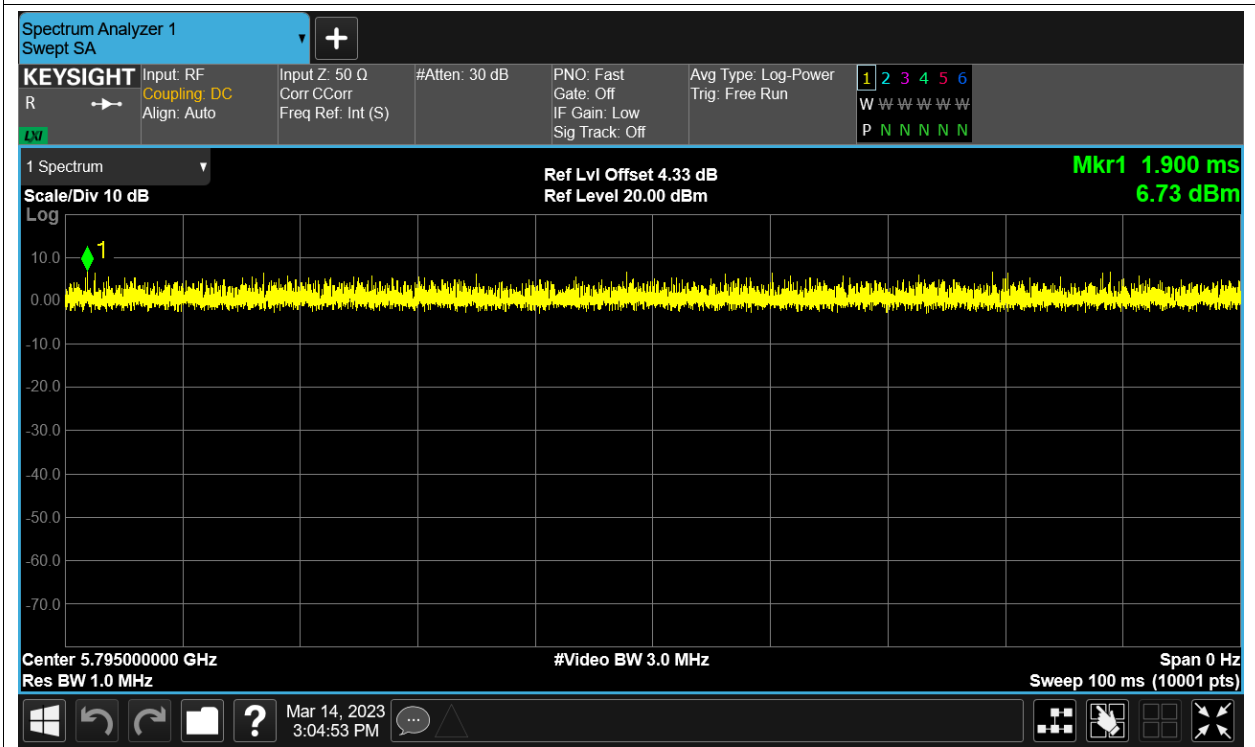 Spectrum Analyzer 1
Swept SA
KEYSIGHT
R
LXI
Input: RF
Coupling: DC
Align: Auto
Input Z: 50 Ω
Corr CCorr
Freq Ref: Int (S)
#Atten: 30 dB
PNO: Fast
Gate: Off
IF Gain: Low
Sig Track: Off
Avg Type: Log-Power
Trig: Free Run
1 2 3 4 5 6
W W W W W W
P N N N N N
1 Spectrum
Scale/Div 10 dB
Ref Lvl Offset 4.33 dB
Ref Level 20.00 dBm
Mkr1 1.900 ms
6.73 dBm
Log
1
10.0
0.00
-10.0
-20.0
-30.0
-40.0
-50.0
-60.0
-70.0
Center 5.795000000 GHz
#Video BW 3.0 MHz
Span 0 Hz
Res BW 1.0 MHz
Sweep 100 ms (10001 pts)
?
Mar 14, 2023
3:04:53 PM